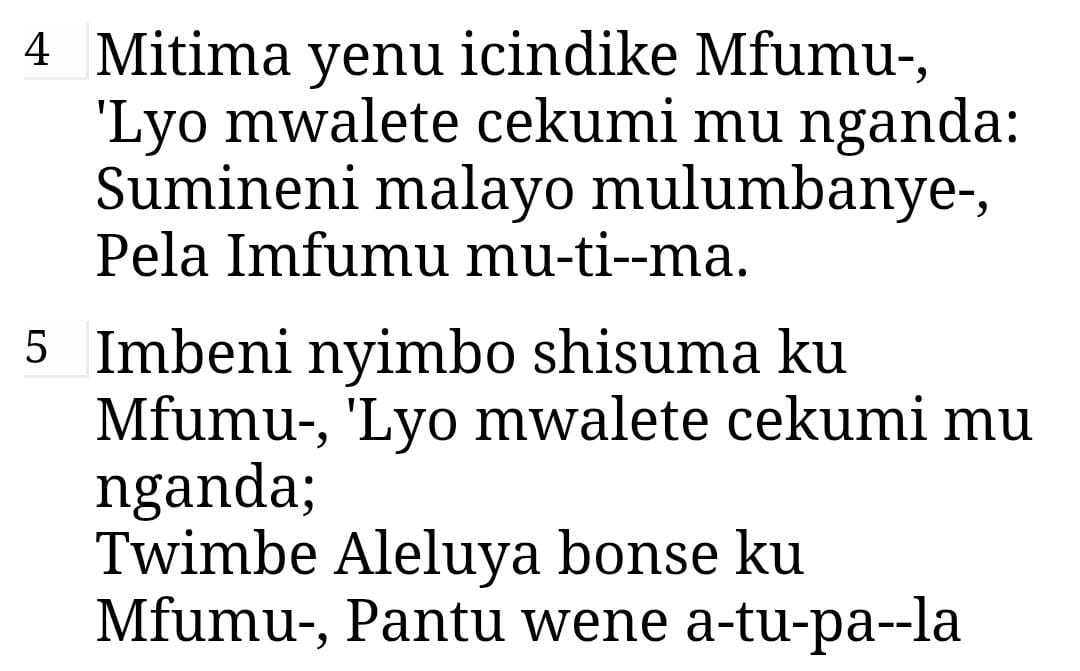 4 Mitima yenu icindike Mfumu-,
'Lyo mwalete cekumi mu nganda:
Sumineni malayo mulumbanye-,
Pela Imfumu mu-ti--ma.
5 Imbeni nyimbo shisuma ku
Mfumu-, 'Lyo mwalete cekumi mu
nganda;
Twimbe Aleluya bonse ku
Mfumu-, Pantu wene a-tu-pa--la